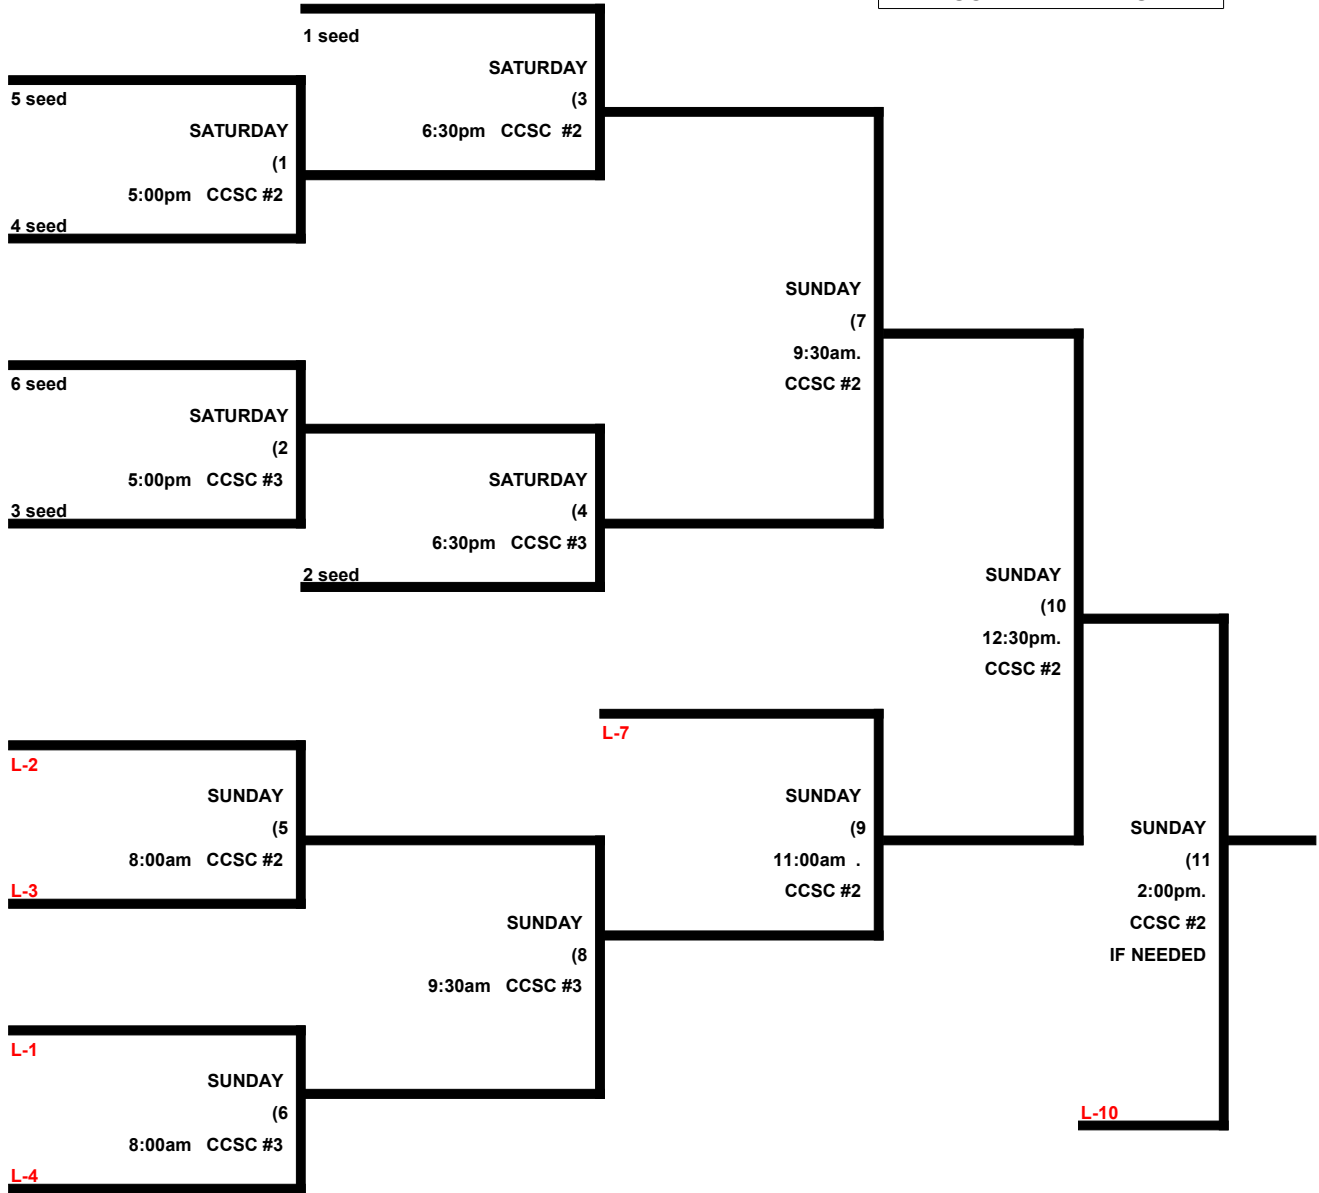 1 seed
SATURDAY
(3
6:30pm CCSC #2
5 seed
SATURDAY
(1
5:00pm CCSC #2
4 seed
SUNDAY
(7
9:30am.
CCSC #2
6 seed
SATURDAY
(2
5:00pm CCSC #3
3 seed
SATURDAY
(4
6:30pm CCSC #3
2 seed
SUNDAY
(10
12:30pm.
CCSC #2
L-7
L-2
SUNDAY
(5
8:00am CCSC #2
L-3
SUNDAY
(9
11:00am .
CCSC #2
SUNDAY
(11
2:00pm.
CCSC #2
IF NEEDED
SUNDAY
(8
9:30am CCSC #3
L-1
SUNDAY
(6
8:00am CCSC #3
L-4
L-10